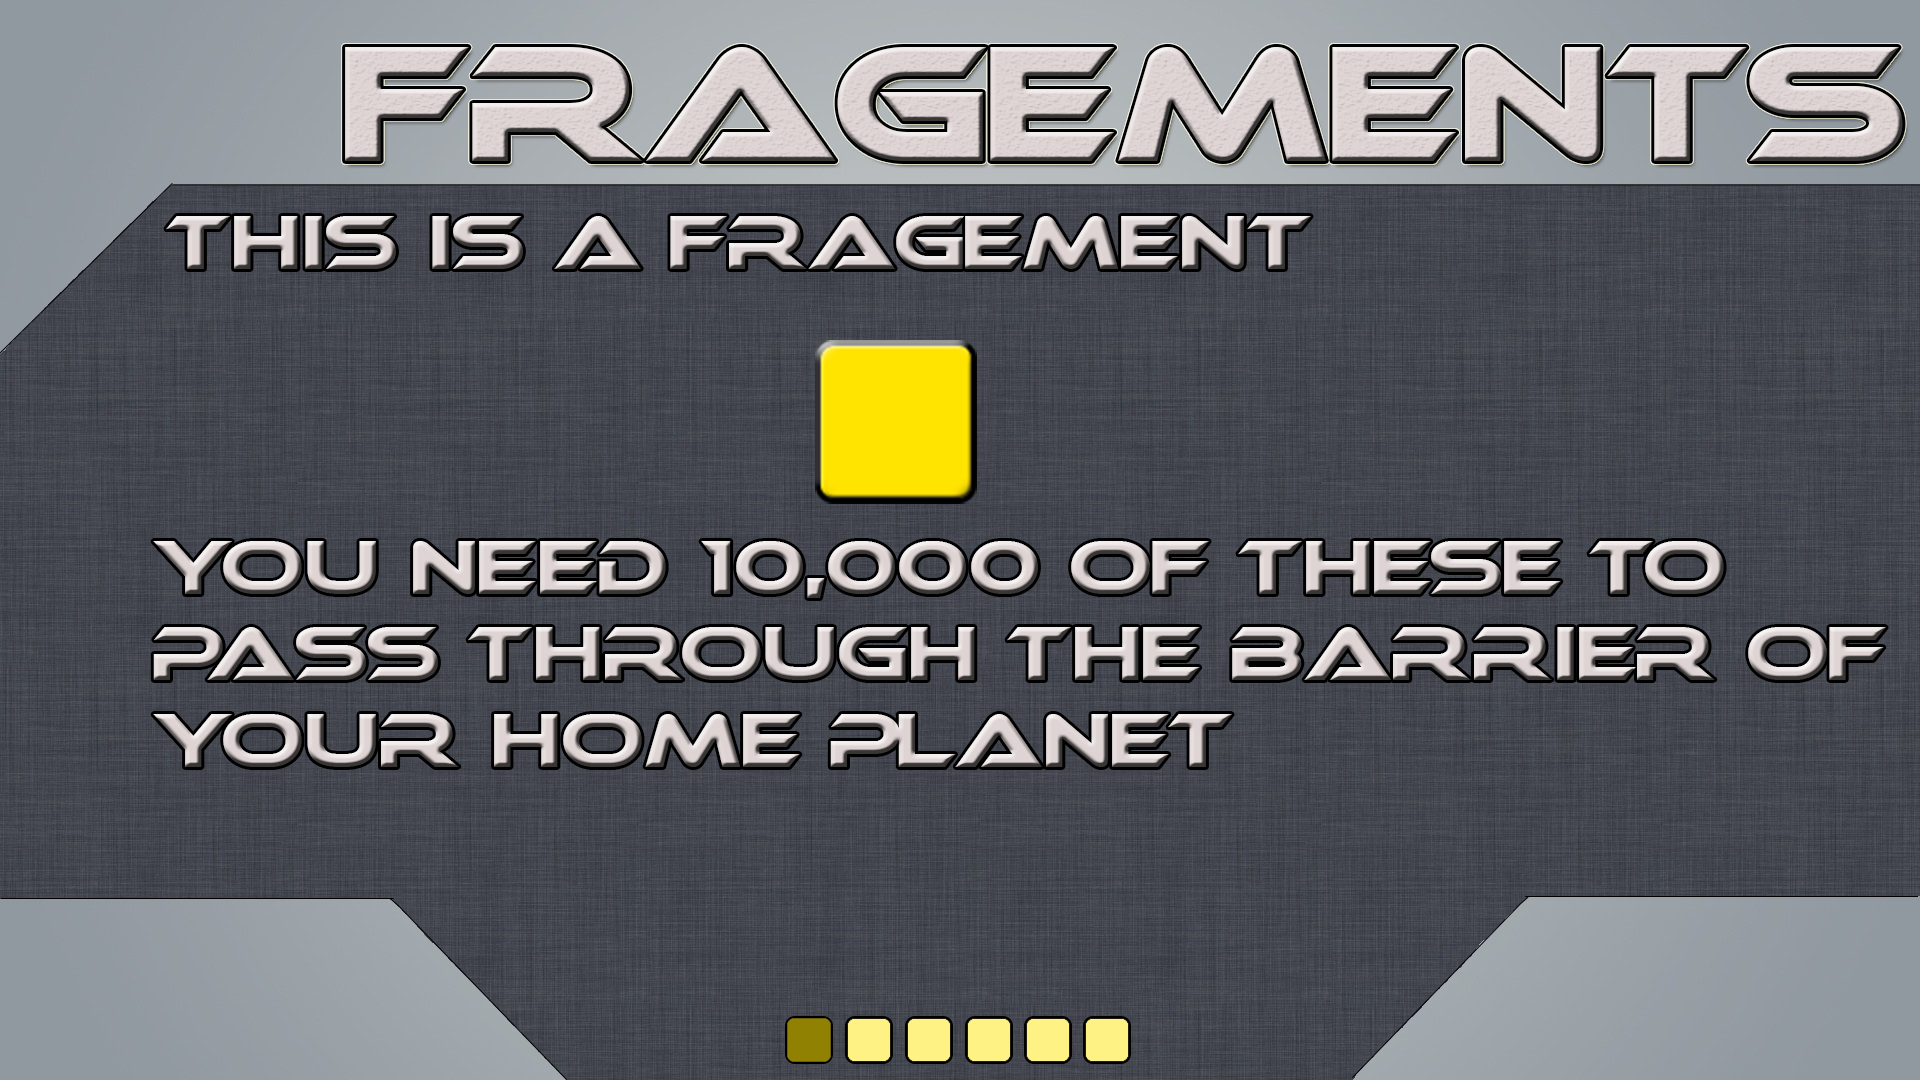 FRAGEMENTS
THIS IS A FRAGEMENT
YOU NEED 10,000 OF THESE TO
PASS THROUGH THE BARRIER OF
YOUR HOME PLANET